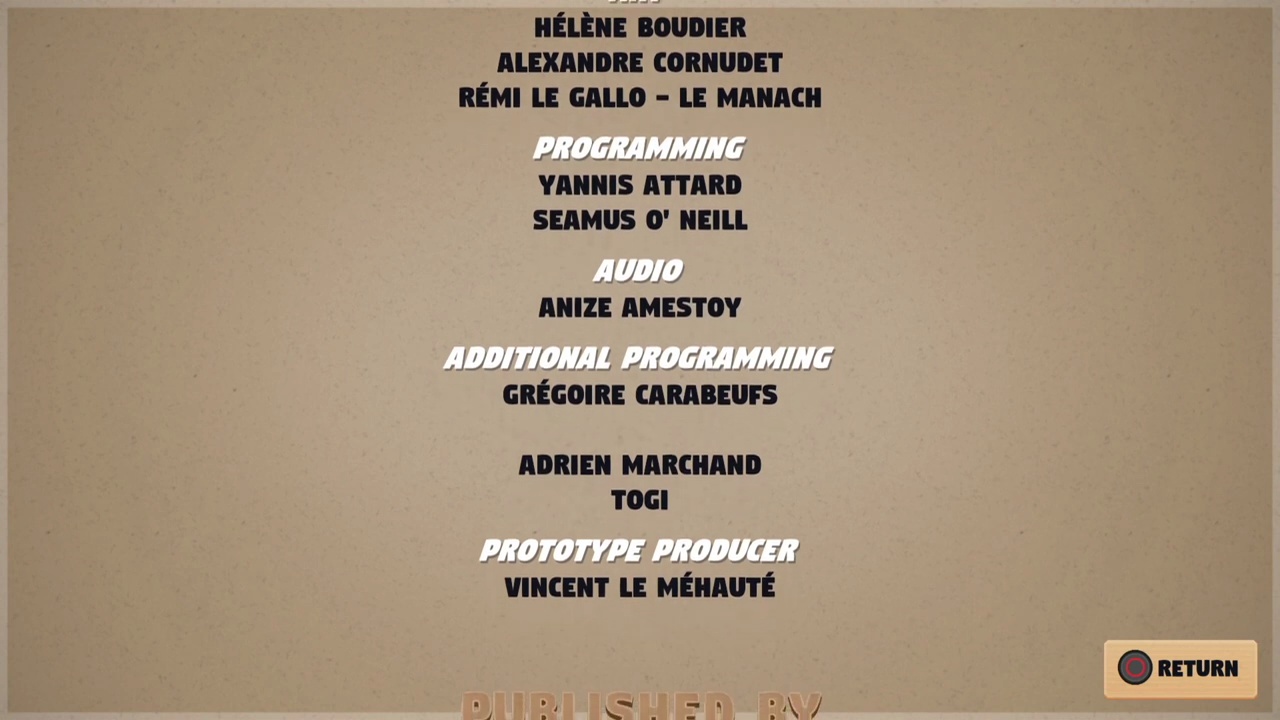 HÉLÈNE BOUDIER
ALEXANDRE CORNUDET
RÉMI LE GALLO - LE MANACH
PROGRAMMING
YANNIS ATTARD
SEAMUS O' NEILL
AUDIO
ANIZE AMESTOY
ADDITIONAL PROGRAMMING
GRÉGOIRE CARABEUFS
ADRIEN MARCHAND
TOGI
PROTOTYPE PRODUCER
VINCENT LE MÉHAUTÉ
RETURN
PUBLISHED BY